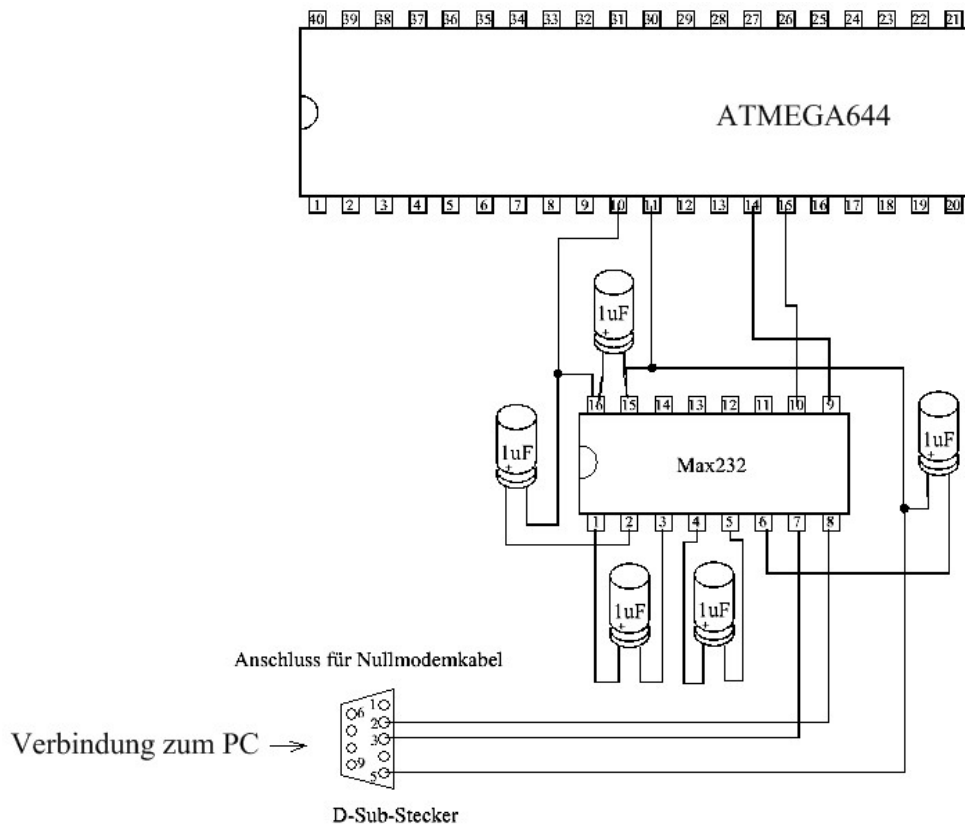 40 39 38 37 36 35 34 33 32 31 30 29 28 27 26 25 24 23 22 21
ATMEGA644
1 2 3 4 5 6 7 8 9 10 11 12 13 14 15 16 17 18 19 20
1uF
+
16 15 14 13 12 11 10 9
1uF
+
Max232
1uF
+
1 2 3 4 5 6 7 8
1uF
+
1uF
+
Anschluss für Nullmodemkabel
1
6
2
3
9
5
Verbindung zum PC
D-Sub-Stecker